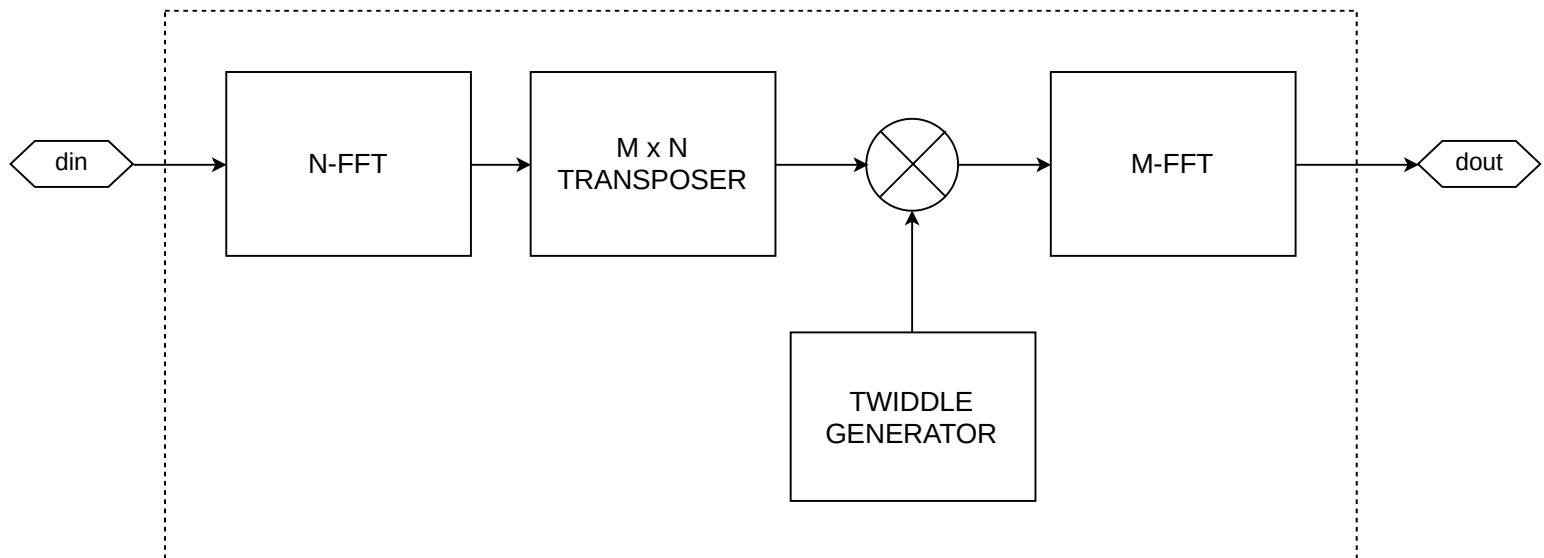 din
N-FFT
M x N
TRANSPOSER
M-FFT
dout
TWIDDLE
GENERATOR